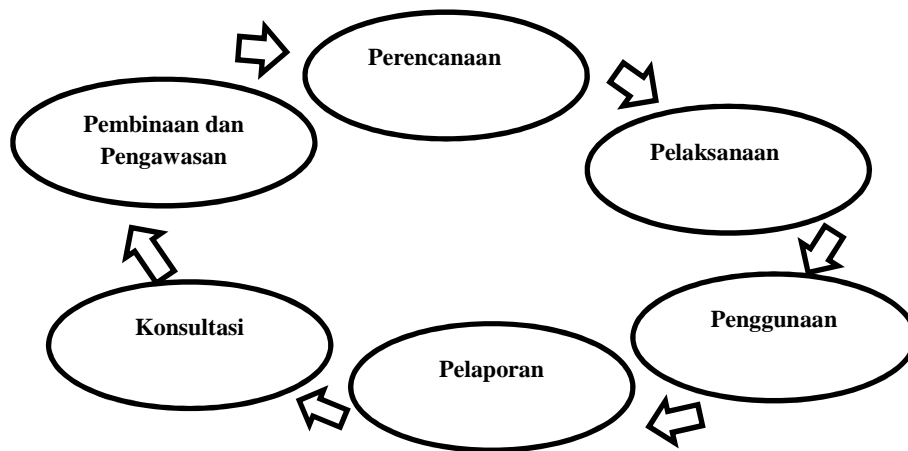 Perencanaan
Pelaksanaan
Penggunaan
Pelaporan
Konsultasi
Pembinaan dan
Pengawasan